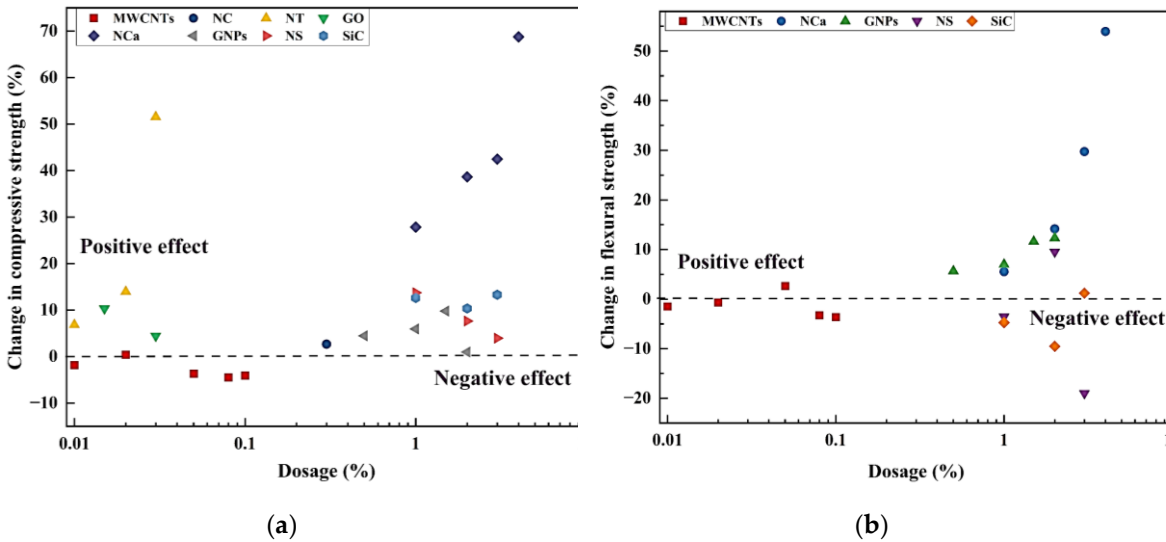 MWCNTs NC NT GO
NCa GNPs NS SiC
70
60
50
40
30
20
10
0
−10
Change in compressive strength (%)
Positive effect
Negative effect
0.01 0.1 1
Dosage (%)
(a)
MWCNTs NCa GNPs NS SiC
50
40
30
20
10
0
−10
−20
Change in flexural strength (%)
Positive effect
Negative effect
0.01 0.1 1 1
Dosage (%)
(b)